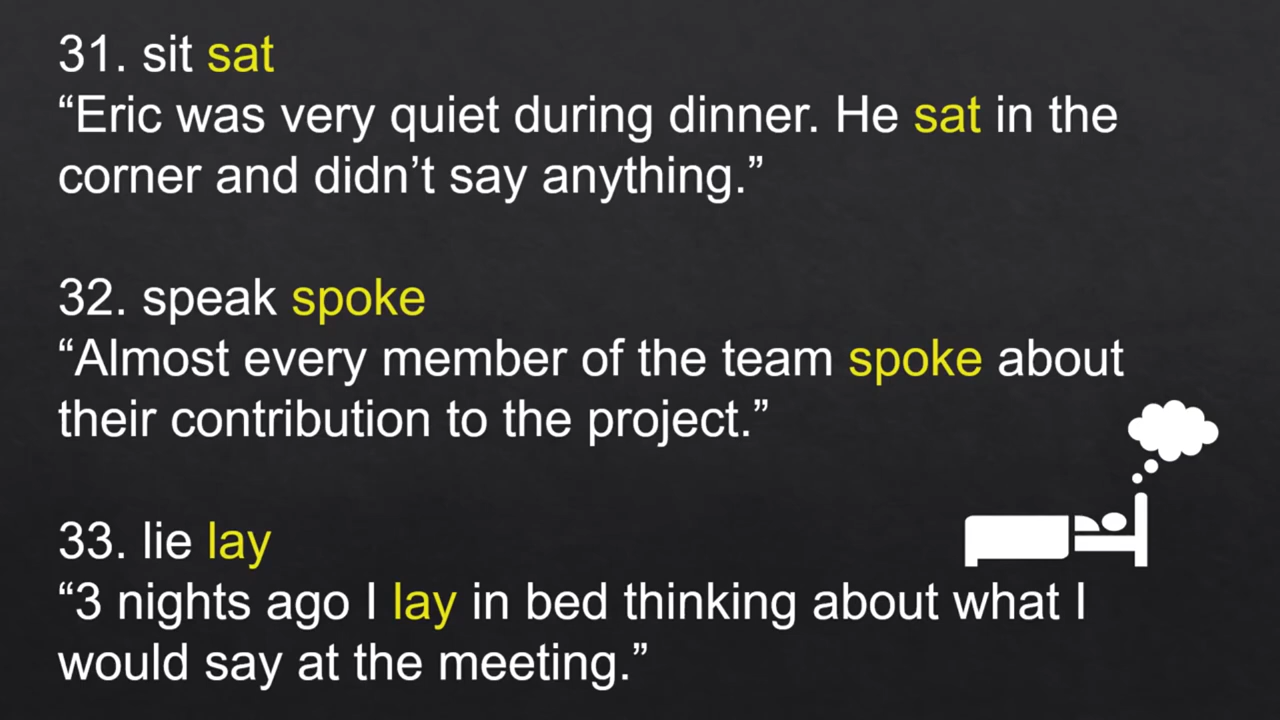 31. sit sat
“Eric was very quiet during dinner. He sat in the
corner and didn’t say anything.”
32. speak spoke
“Almost every member of the team spoke about
their contribution to the project.”
33. lie lay
“3 nights ago I lay in bed thinking about what I
would say at the meeting.”